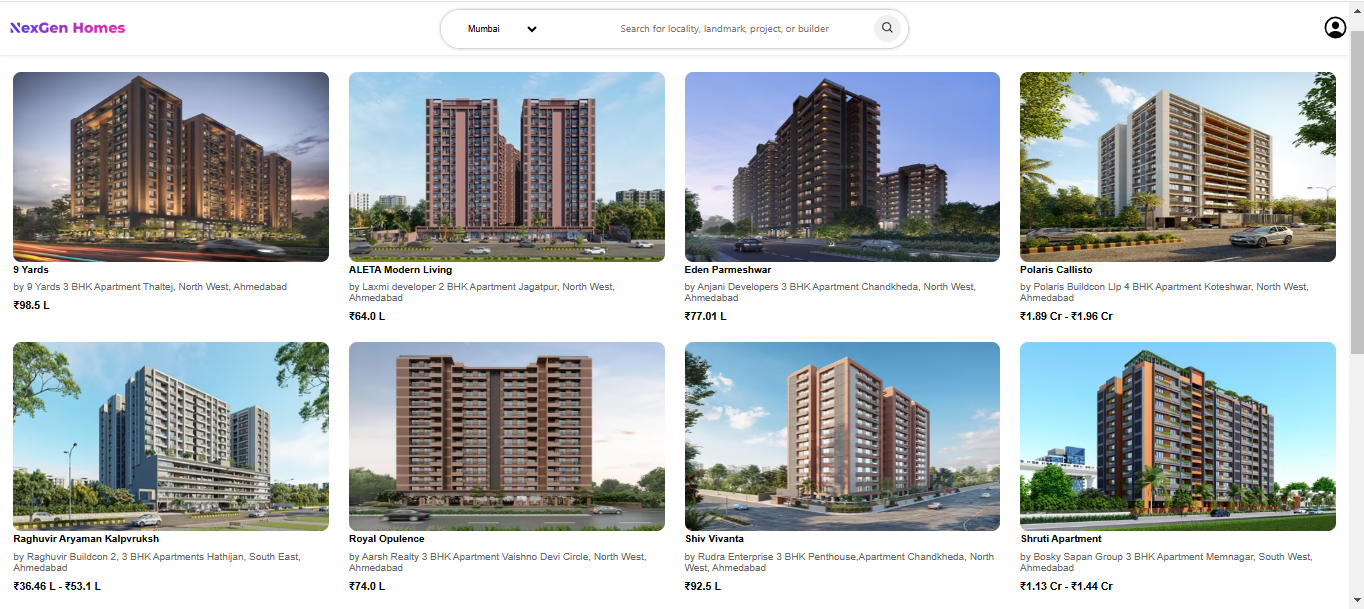 NexGen Homes
Mumbai
Search for locality, landmark, project, or builder
9 Yards
by 9 Yards 3 BHK Apartment Thaltej, North West, Ahmedabad
₹98.5 L
ALETA Modern Living
by Laxmi developer 2 BHK Apartment Jagatpur, North West,
Ahmedabad
₹64.0 L
Eden Parmeshwar
by Anjani Developers 3 BHK Apartment Chandkheda, North West,
Ahmedabad
₹77.01 L
Polaris Callisto
by Polaris Buildcon Llp 4 BHK Apartment Koteshwar, North West,
Ahmedabad
₹1.89 Cr - ₹1.96 Cr
Raghuvir Aryaman Kalpvruksh
by Raghuvir Buildcon 2, 3 BHK Apartments Hathijan, South East,
Ahmedabad
₹36.46 L - ₹53.1 L
Royal Opulence
by Aarsh Realty 3 BHK Apartment Vaishno Devi Circle, North West,
Ahmedabad
₹74.0 L
Shiv Vivanta
by Rudra Enterprise 3 BHK Penthouse,Apartment Chandkheda, North
West, Ahmedabad
₹92.5 L
Shruti Apartment
by Bosky Sapan Group 3 BHK Apartment Memnagar, South West,
Ahmedabad
₹1.13 Cr - ₹1.44 Cr